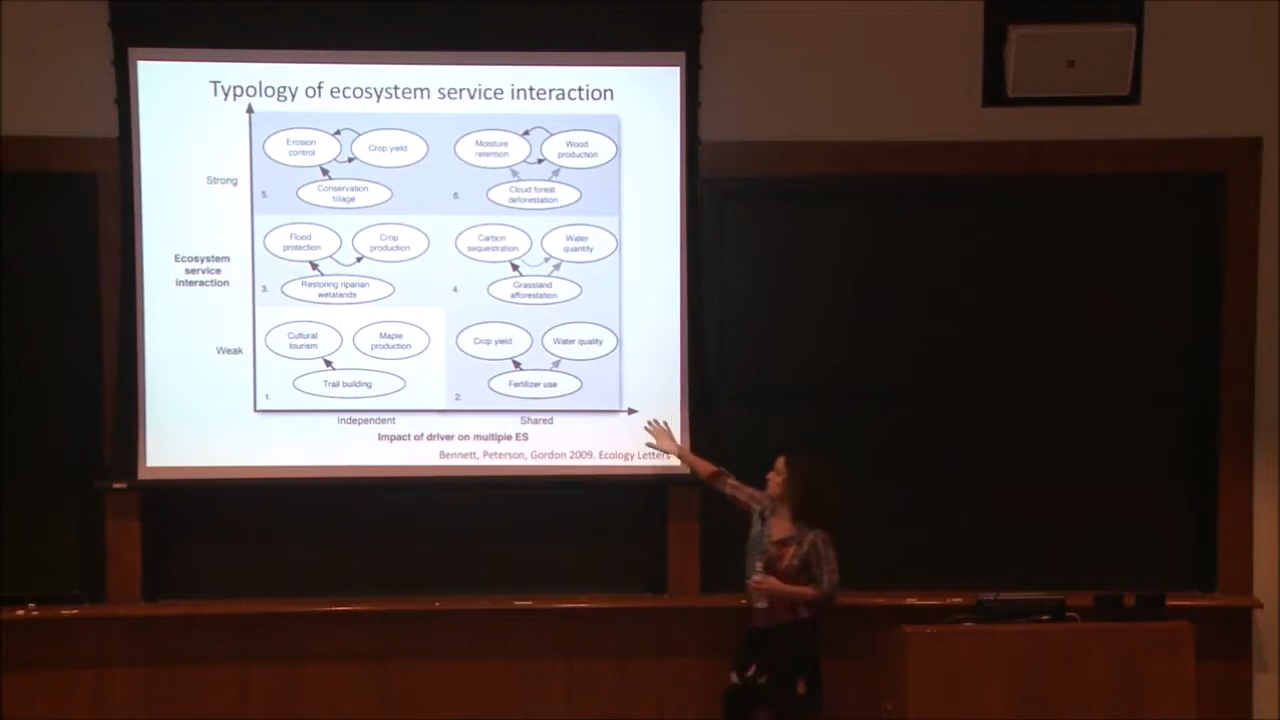 Typology of ecosystem service interaction
Strong
Ecosystem
service
interaction
Weak
Erosion
control
Crop yield
Conservation
tillage
5.
Moisture
retention
Wood
production
Cloud forest
deforestation
6.
Flood
protection
Crop
production
Restoring riparian
wetalands
3.
Carbon
sequestration
Water
quantity
Grassland
afforestation
4.
Cultural
tourism
Maple
production
Trail building
1.
Crop yield
Water quality
Fertilizer use
2.
Independent
Shared
Impact of driver on multiple ES
Bennett, Peterson, Gordon 2009. Ecology Letters